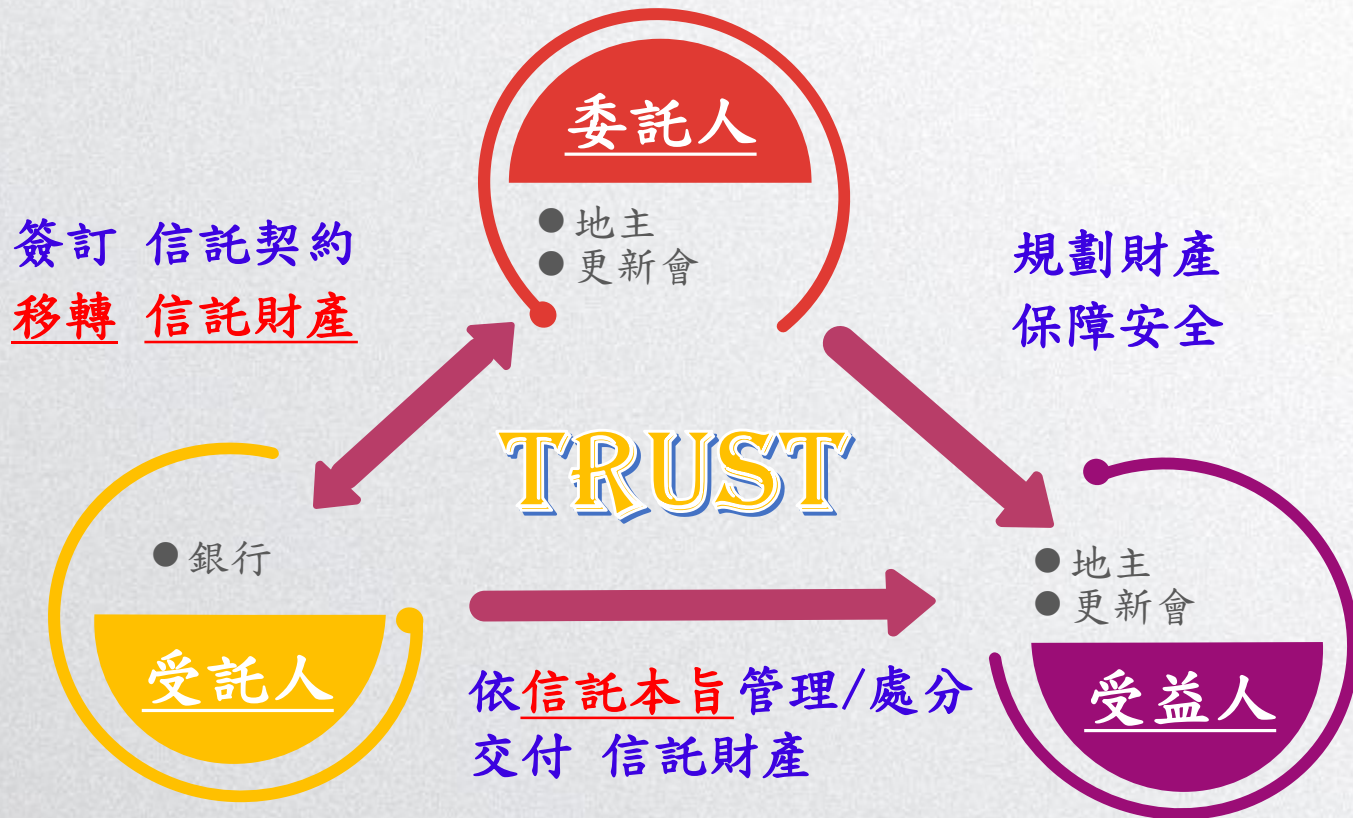 委託人
● 地主
● 更新會
簽訂 信託契約
移轉 信託財產
規劃財產
保障安全
TRUST
● 銀行
受託人
● 地主
● 更新會
受益人
依信託本旨管理/處分
交付 信託財產